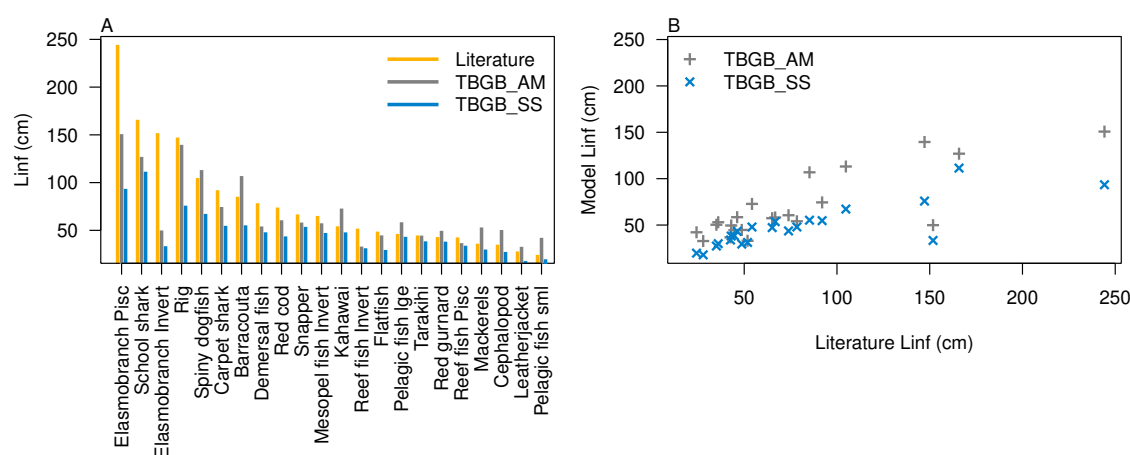 A
250
200
150
100
50
Linf (cm)
Literature
TBGB_AM
TBGB_SS
Elasmobranch Pisc
School shark
Elasmobranch Invert
Rig
Spiny dogfish
Carpet shark
Barracouta
Demersal fish
Red cod
Snapper
Mesopel fish Invert
Kahawai
Reef fish Invert
Flatfish
Pelagic fish lge
Tarakihi
Red gurnard
Reef fish Pisc
Mackerels
Cephalopod
Leatherjacket
Pelagic fish sml
B
250
200
150
100
50
Model Linf (cm)
TBGB_AM
TBGB_SS
50 100 150 200 250
Literature Linf (cm)